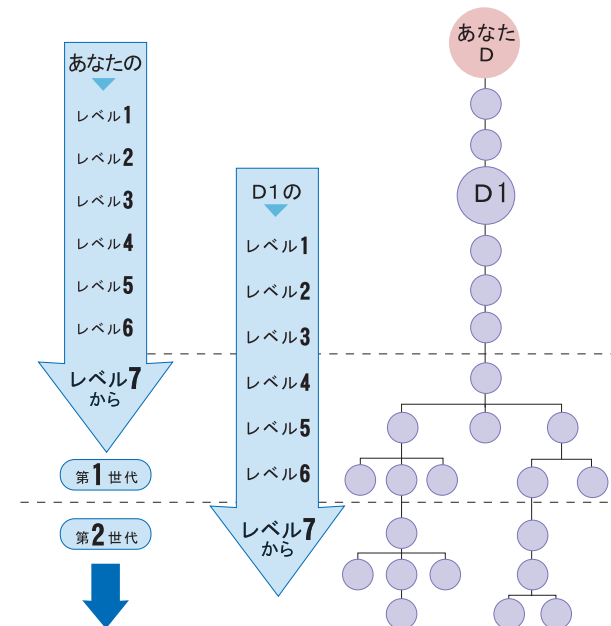 あなたの
レベル1
レベル2
レベル3
レベル4
レベル5
レベル6
レベル7
から
第1世代
第2世代
D1の
レベル1
レベル2
レベル3
レベル4
レベル5
レベル6
レベル7
から
あなた
D
D1